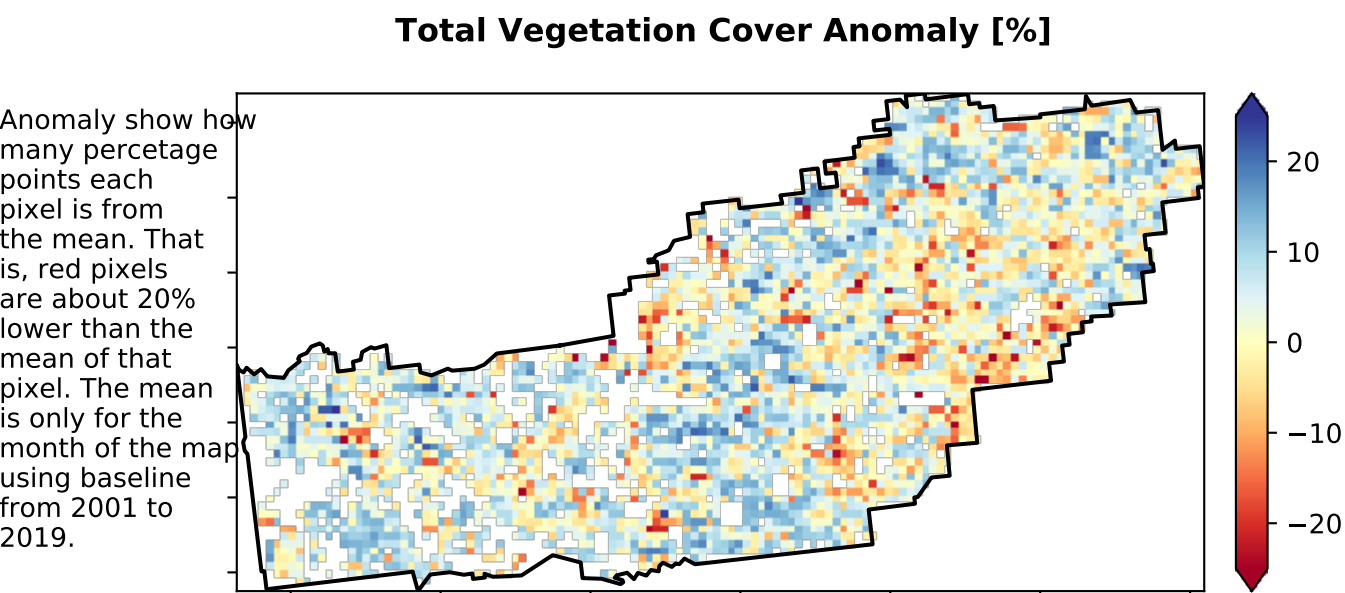 Total Vegetation Cover Anomaly [%]
Anomaly show how
many percetage
points each
pixel is from
the mean. That
is, red pixels
are about 20%
lower than the
mean of that
pixel. The mean
is only for the
month of the map
using baseline
from 2001 to
2019.
20
10
0
−10
−20